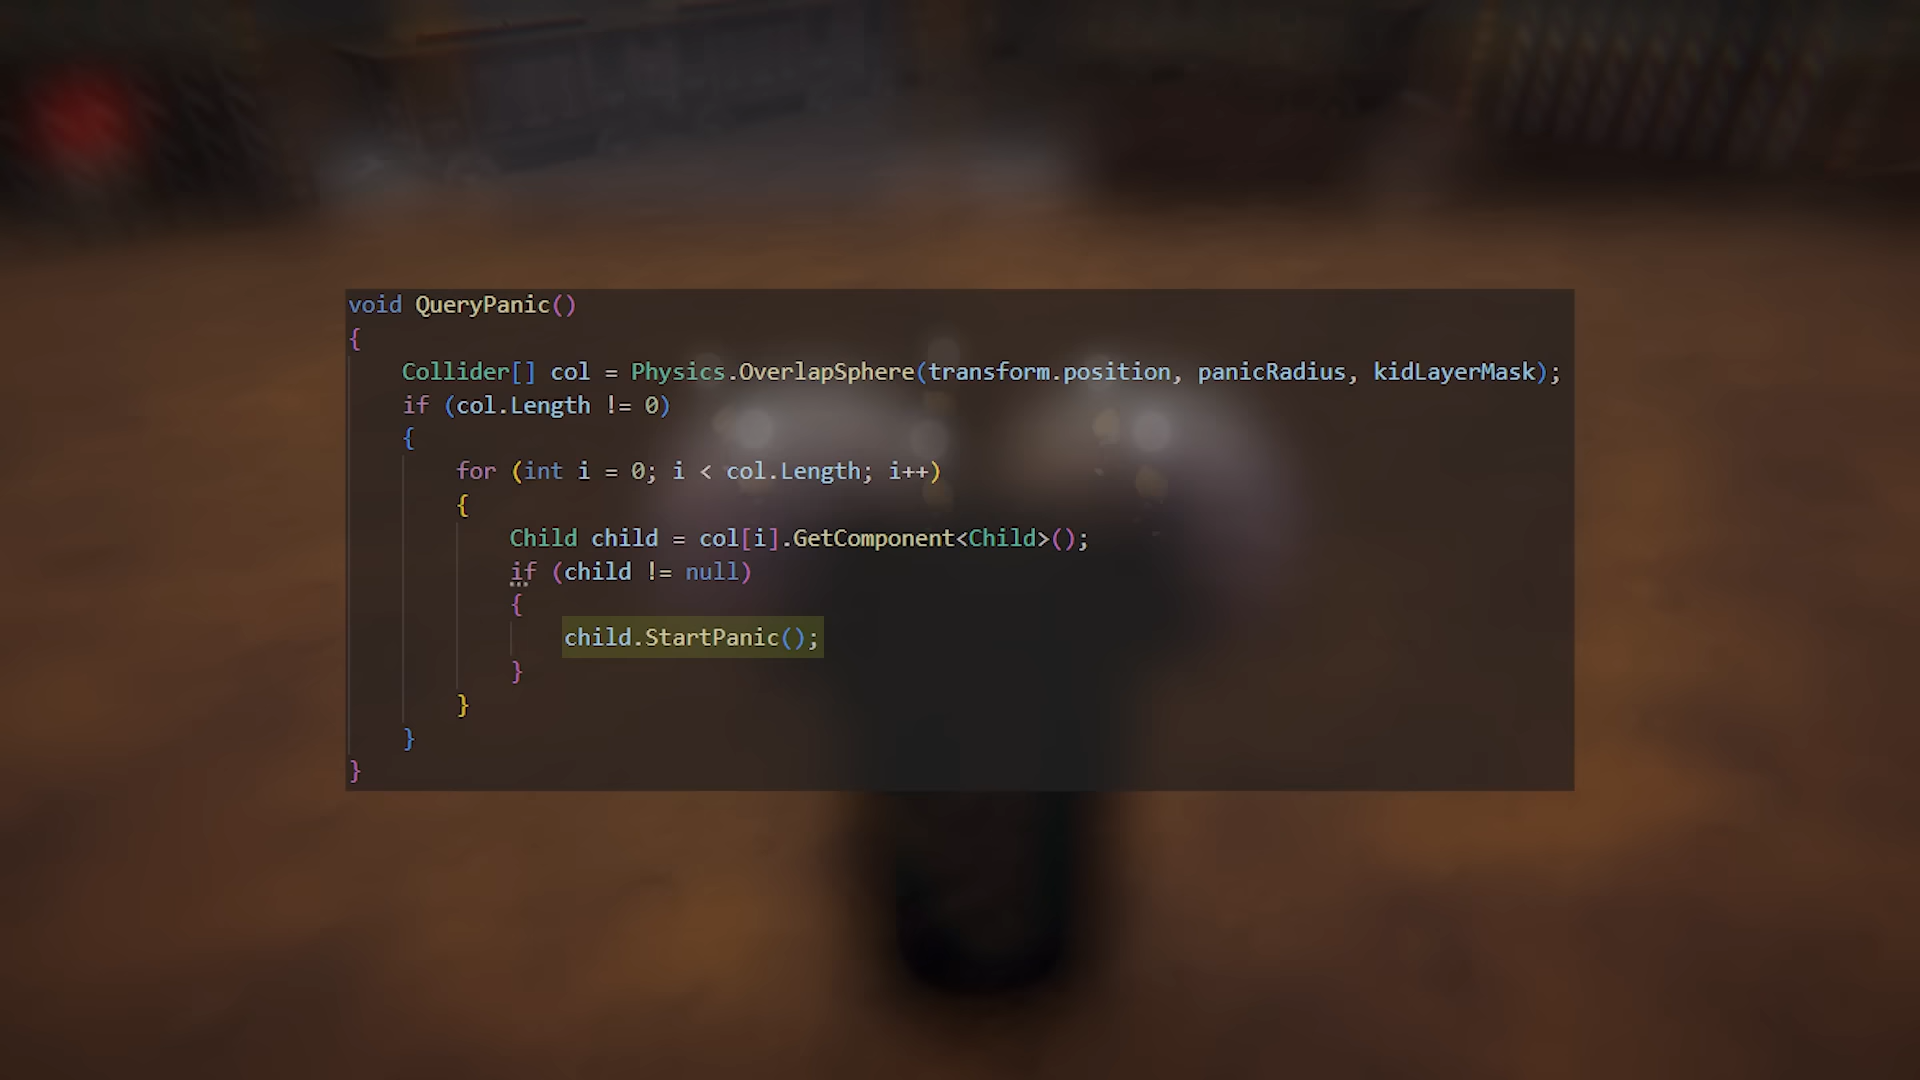 void QueryPanic()
{
Collider[] col = Physics.OverlapSphere(transform.position, panicRadius, kidLayerMask);
if (col.Length != 0)
{
for (int i = 0; i < col.Length; i++)
{
Child child = col[i].GetComponent<Child>();
if (child != null)
{
child.StartPanic();
}
}
}
}